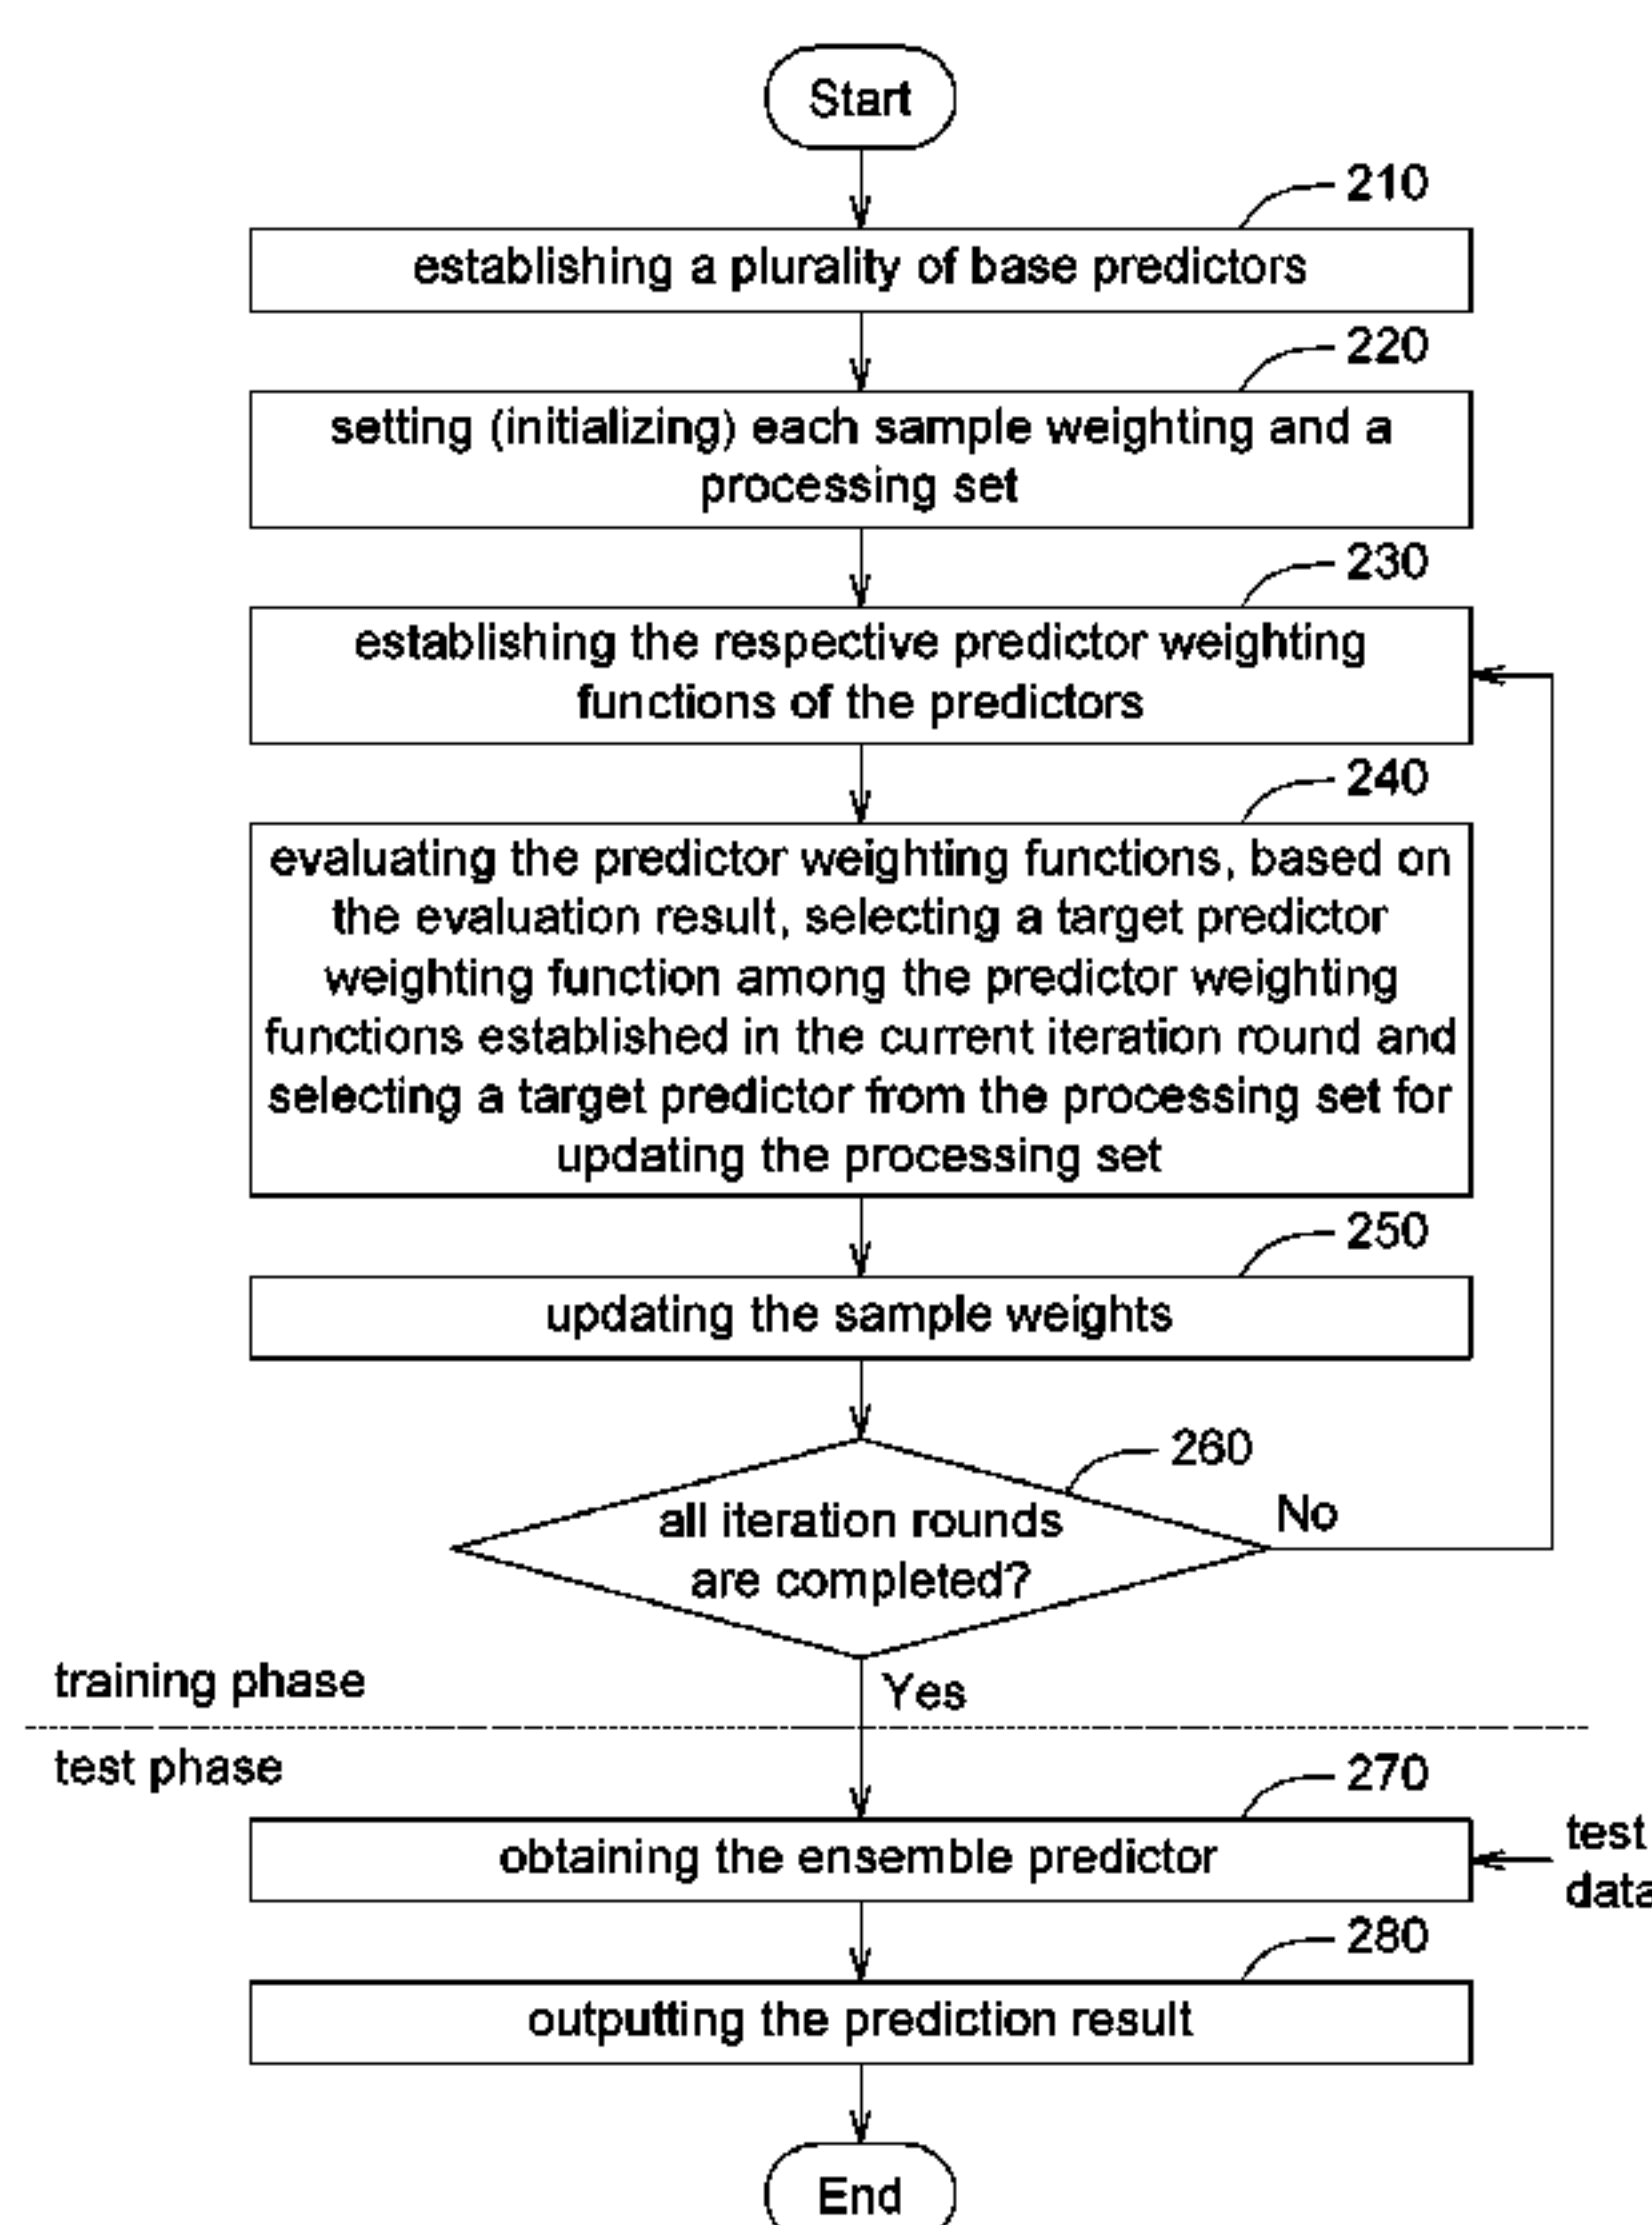 Start
210
establishing a plurality of base predictors
220
setting (initializing) each sample weighting and a
processing set
230
establishing the respective predictor weighting
functions of the predictors
240
evaluating the predictor weighting functions, based on
the evaluation result, selecting a target predictor
weighting function among the predictor weighting
functions established in the current iteration round and
selecting a target predictor from the processing set for
updating the processing set
250
updating the sample weights
260
all iteration rounds
are completed?
No
Yes
training phase
test phase
270
obtaining the ensemble predictor
test
data
280
outputting the prediction result
End